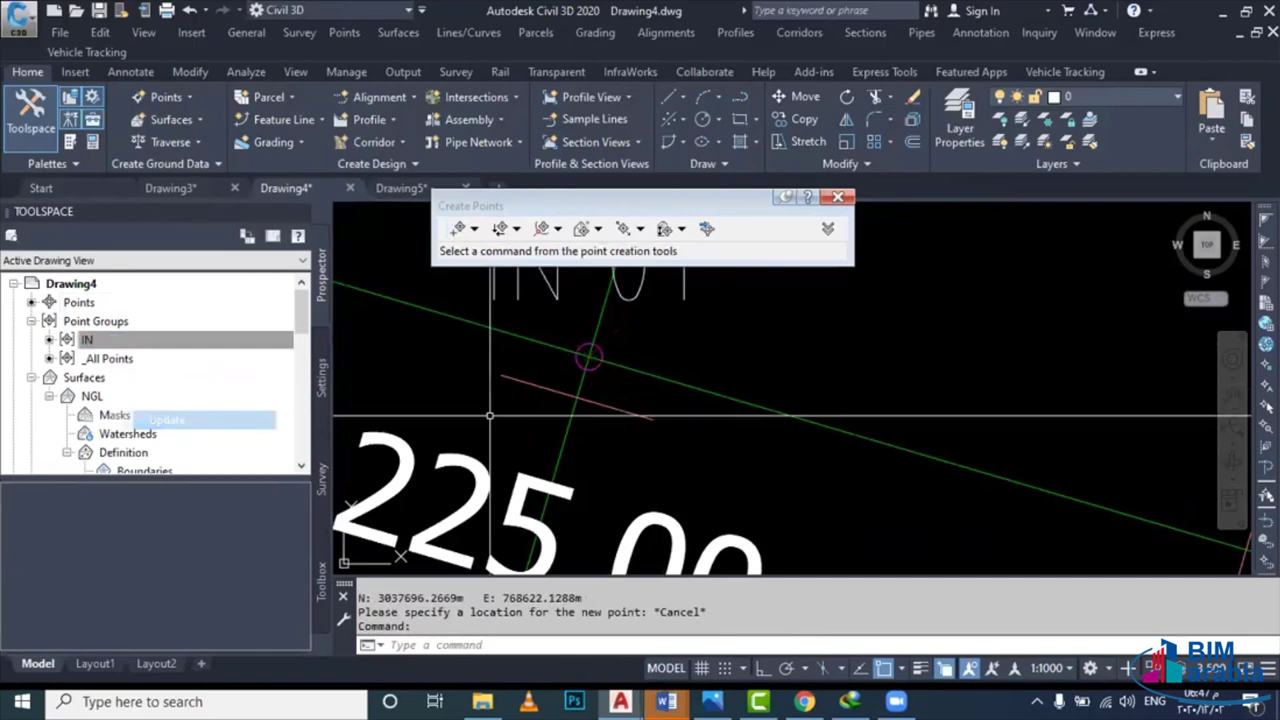 C3D
Civil 3D
Autodesk Civil 3D 2020 Drawing4.dwg
Type a keyword or phrase
Sign In
File Edit View Insert General Survey Points Surfaces Lines/Curves Parcels Grading Alignments Profiles Corridors Sections Pipes Annotation Inquiry Window Express
Vehicle Tracking
Home Insert Annotate Modify Analyze View Manage Output Survey Rail Transparent InfraWorks Collaborate Help Add-ins Express Tools Featured Apps Vehicle Tracking
Points Parcel Alignment Intersections Profile View Move 0
Toolspace Surfaces Feature Line Profile Assembly Sample Lines Copy Layer Properties Paste
Traverse Grading Corridor Pipe Network Section Views Stretch
Palettes Create Ground Data Create Design Profile & Section Views Draw Modify Layers Clipboard
Start Drawing3* Drawing4* Drawing5*
TOOLSPACE
Active Drawing View
Drawing4
Points
Point Groups
IN
_All Points
Surfaces
NGL
Masks
Update
Watersheds
Definition
Boundaries
Prospector
Settings
Survey
Toolbox
Create Points
Select a command from the point creation tools
N
W TOP E
S
WCS
225.00
N: 3037696.2669m E: 768622.1288m
Please specify a location for the new point: *Cancel*
Command:
Type a command
Model Layout1 Layout2
MODEL
1:1000
3.500
BIM
arabia
Type here to search
ENG